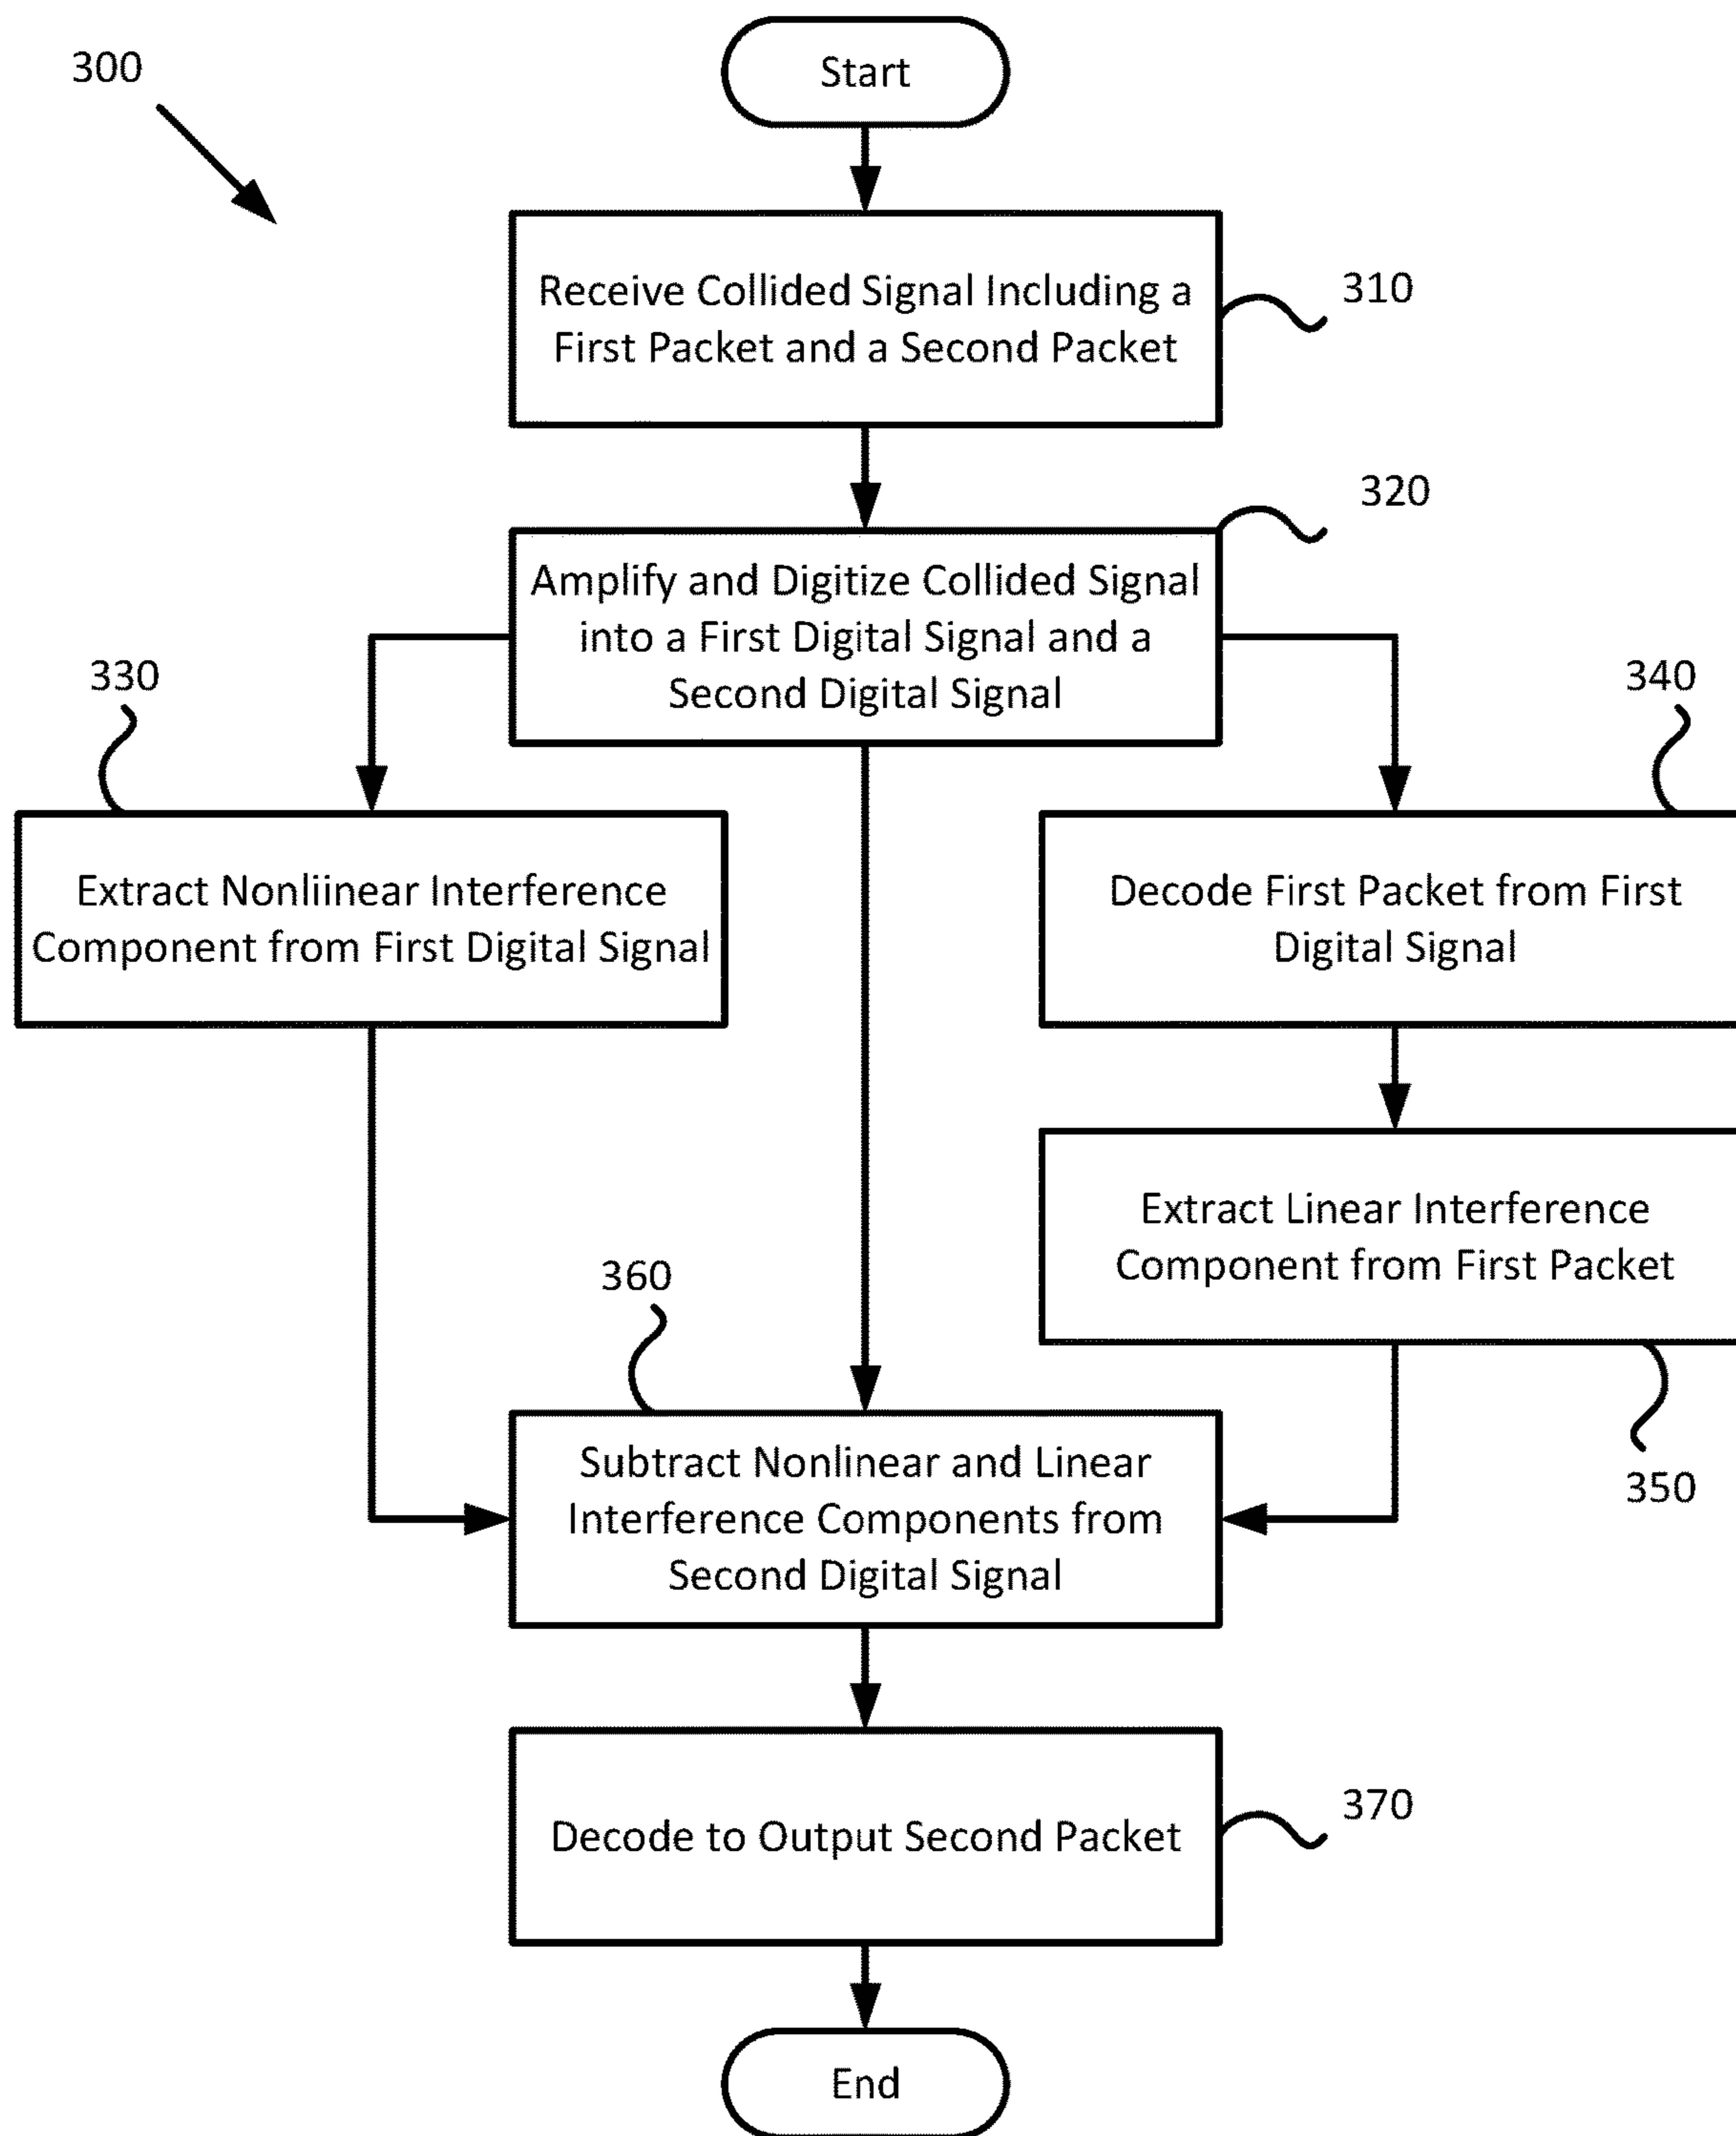 300
Start
Receive Collided Signal Including a
First Packet and a Second Packet
310
320
Amplify and Digitize Collided Signal
into a First Digital Signal and a
Second Digital Signal
330
340
Extract Nonliinear Interference
Component from First Digital Signal
Decode First Packet from First
Digital Signal
Extract Linear Interference
Component from First Packet
360
350
Subtract Nonlinear and Linear
Interference Components from
Second Digital Signal
370
Decode to Output Second Packet
End